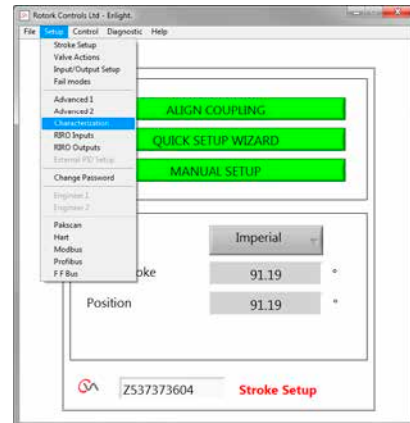 Rotork Controls Ltd - Enlight.
File Setup Control Diagnostic Help
Stroke Setup
Valve Actions
Input/Output Setup
Fail modes
Advanced 1
Advanced 2
Characterization
RIRO Inputs
RIRO Outputs
External PID Setup
Change Password
Engineer 1
Engineer 2
Pakscan
Hart
Modbus
Profibus
F F Bus
ALIGN COUPLING
QUICK SETUP WIZARD
MANUAL SETUP
Imperial
oke 91.19 °
Position 91.19 °
Z537373604 Stroke Setup